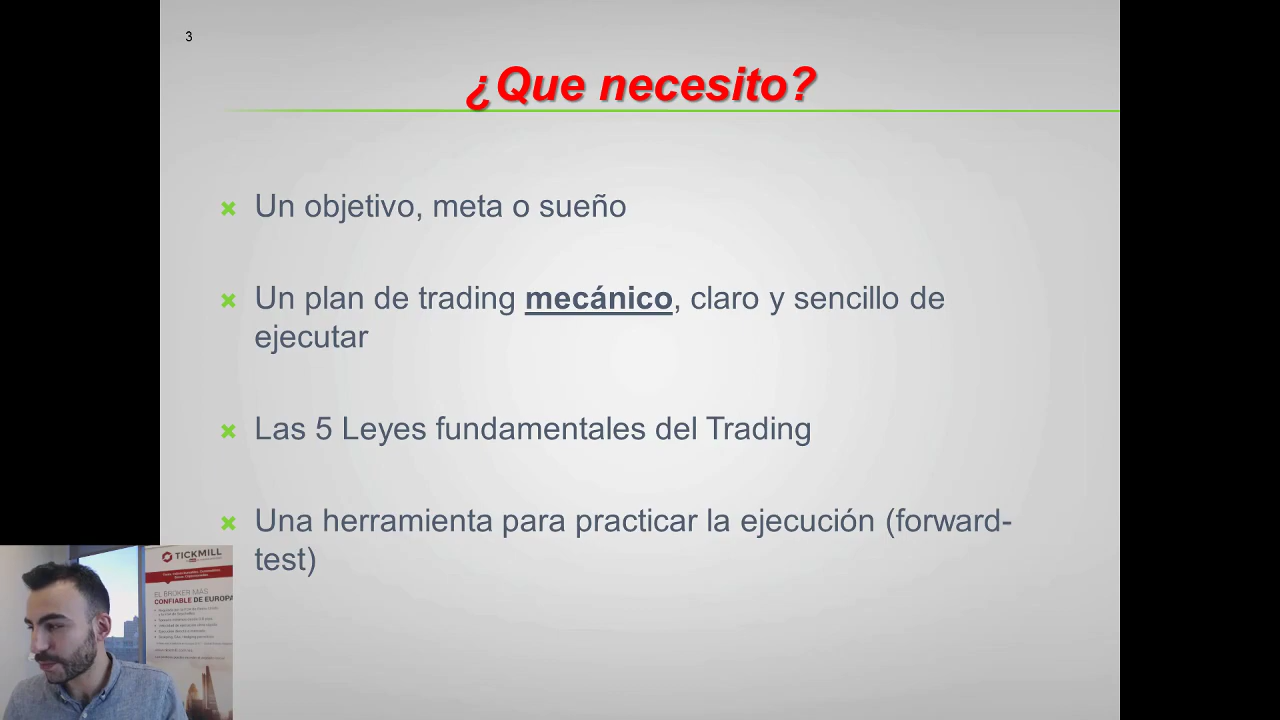 3
¿Que necesito?
Un objetivo, meta o sueño
Un plan de trading mecánico, claro y sencillo de
ejecutar
Las 5 Leyes fundamentales del Trading
Una herramienta para practicar la ejecución (forward-
test)
TICKMILL
EL BROKER MÁS
CONFIABLE DE EUROPA